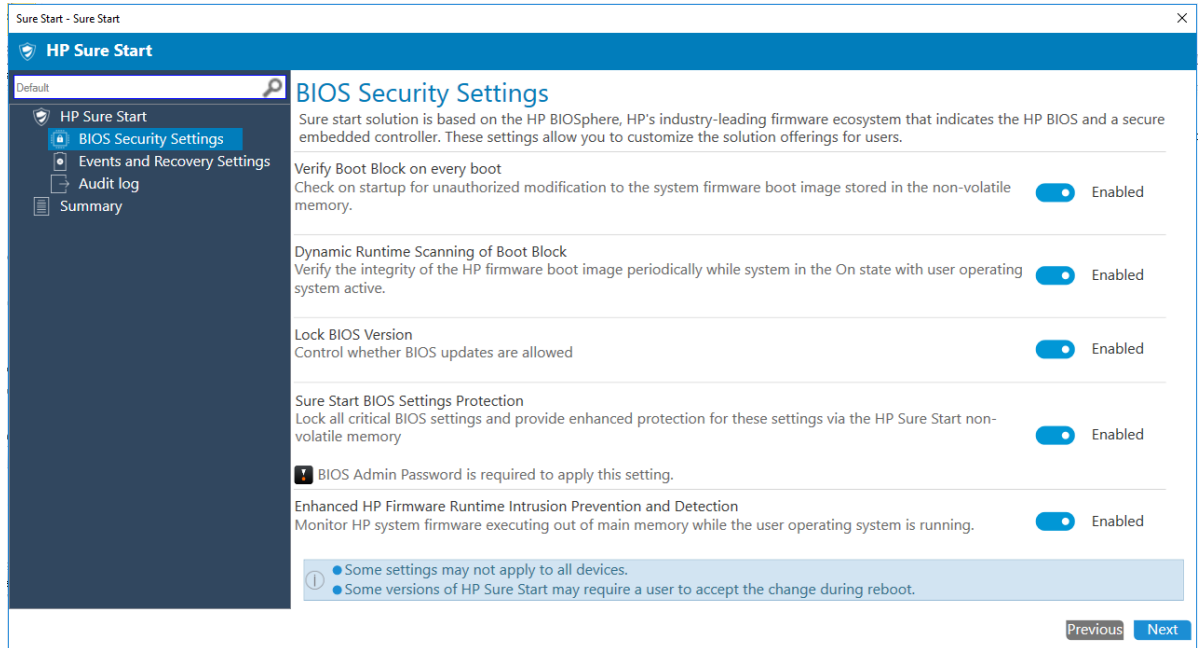 Sure Start - Sure Start
HP Sure Start
Default
HP Sure Start
BIOS Security Settings
Events and Recovery Settings
Audit log
Summary
BIOS Security Settings
Sure start solution is based on the HP BIOSphere, HP's industry-leading firmware ecosystem that indicates the HP BIOS and a secure
embedded controller. These settings allow you to customize the solution offerings for users.
Verify Boot Block on every boot
Check on startup for unauthorized modification to the system firmware boot image stored in the non-volatile
memory.
Enabled
Dynamic Runtime Scanning of Boot Block
Verify the integrity of the HP firmware boot image periodically while system in the On state with user operating
system active.
Enabled
Lock BIOS Version
Control whether BIOS updates are allowed
Enabled
Sure Start BIOS Settings Protection
Lock all critical BIOS settings and provide enhanced protection for these settings via the HP Sure Start non-
volatile memory
Enabled
BIOS Admin Password is required to apply this setting.
Enhanced HP Firmware Runtime Intrusion Prevention and Detection
Monitor HP system firmware executing out of main memory while the user operating system is running.
Enabled
Some settings may not apply to all devices.
Some versions of HP Sure Start may require a user to accept the change during reboot.
Previous
Next